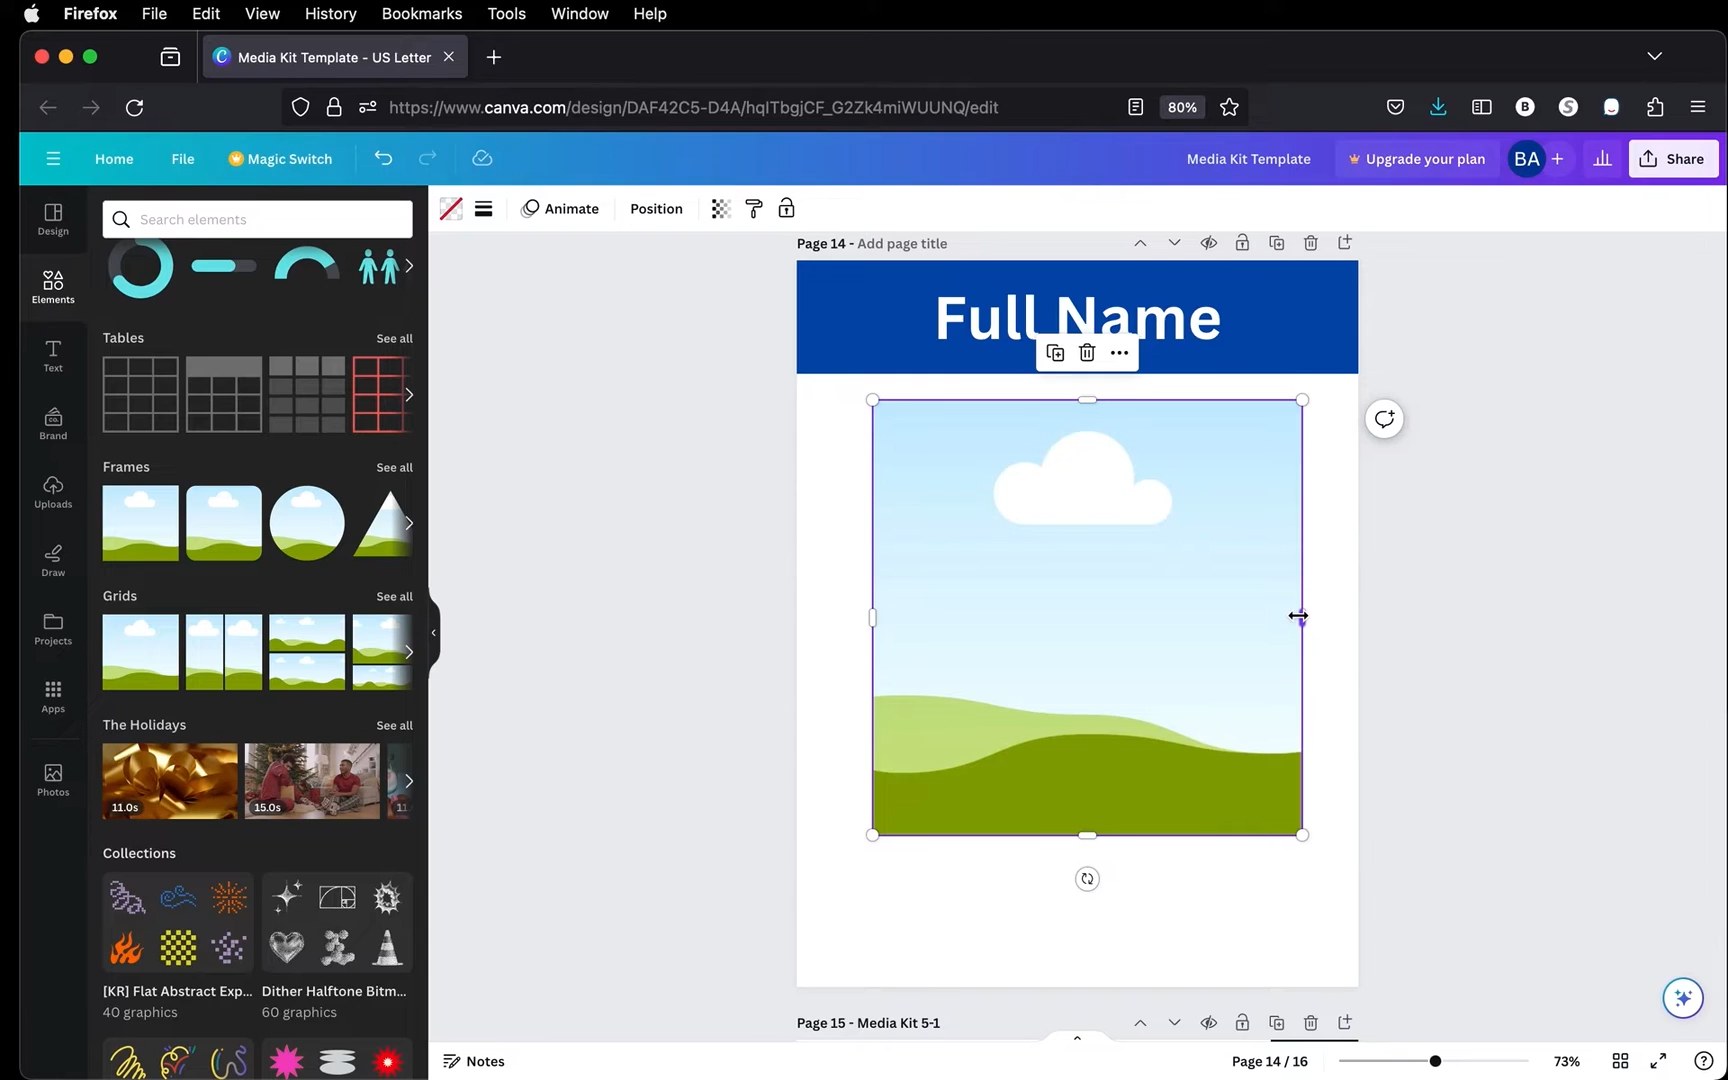 Firefox File Edit View History Bookmarks Tools Window Help
Media Kit Template - US Letter
https://www.canva.com/design/DAF42C5-D4A/hqITbgjCF_G2Zk4miWUUNQ/edit
80%
B
S
Home File Magic Switch
Media Kit Template
Upgrade your plan
BA
Share
Design
Elements
Text
Brand
Uploads
Draw
Projects
Apps
Photos
Search elements
Tables See all
Frames See all
Grids See all
The Holidays See all
11.0s 15.0s 11.
Collections
[KR] Flat Abstract Exp... Dither Halftone Bitm...
40 graphics 60 graphics
Animate Position
Page 14 - Add page title
Full Name
Page 15 - Media Kit 5-1
Notes
Page 14 / 16
73%